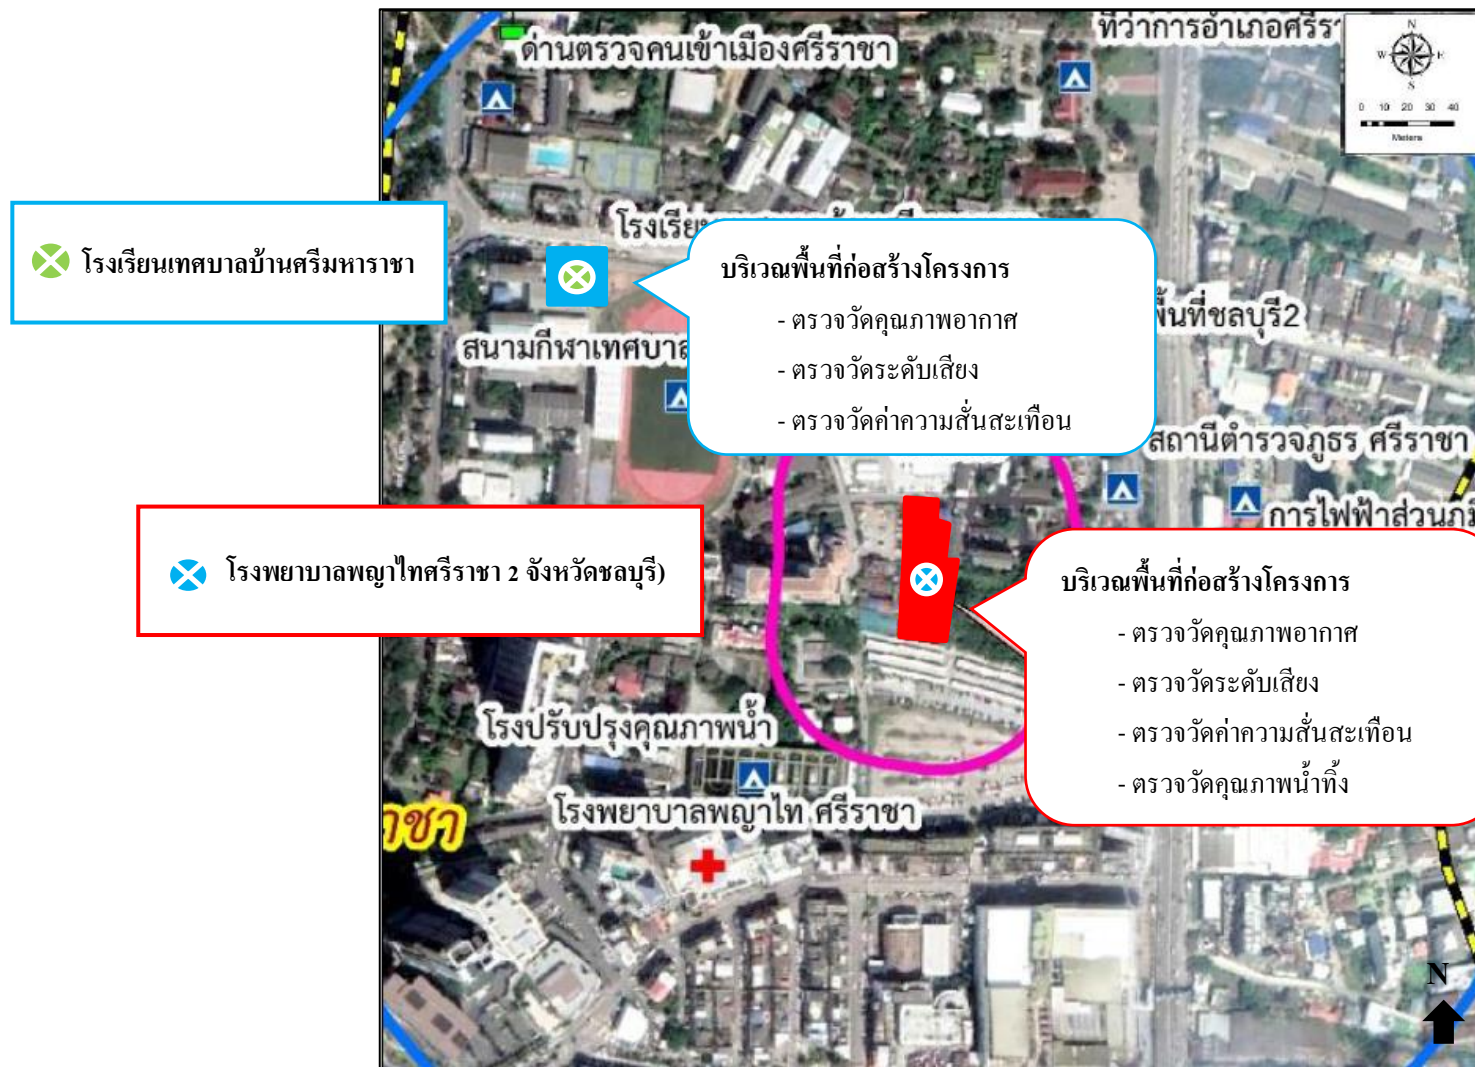 ด่านตรวจคนเข้าเมืองศรีราชา
ที่ว่าการอำเภอศรีรา
N
W E
S
0 10 20 30 40
Meters
โรงเรียนเทศบาลบ้านศรีมหาราชา
โรงเรีย
บริเวณพื้นที่ก่อสร้างโครงการ
- ตรวจวัดคุณภาพอากาศ
- ตรวจวัดระดับเสียง
- ตรวจวัดค่าความสั่นสะเทือน
พื้นที่ชลบุรี2
สนามกีฬาเทศบาล
สถานีตำรวจภูธร ศรีราชา
การไฟฟ้าส่วนภูมิ
โรงพยาบาลพญาไทศรีราชา 2 จังหวัดชลบุรี)
บริเวณพื้นที่ก่อสร้างโครงการ
- ตรวจวัดคุณภาพอากาศ
- ตรวจวัดระดับเสียง
- ตรวจวัดค่าความสั่นสะเทือน
- ตรวจวัดคุณภาพน้ำทิ้ง
โรงปรับปรุงคุณภาพน้ำ
โรงพยาบาลพญาไท ศรีราชา
าชา
N